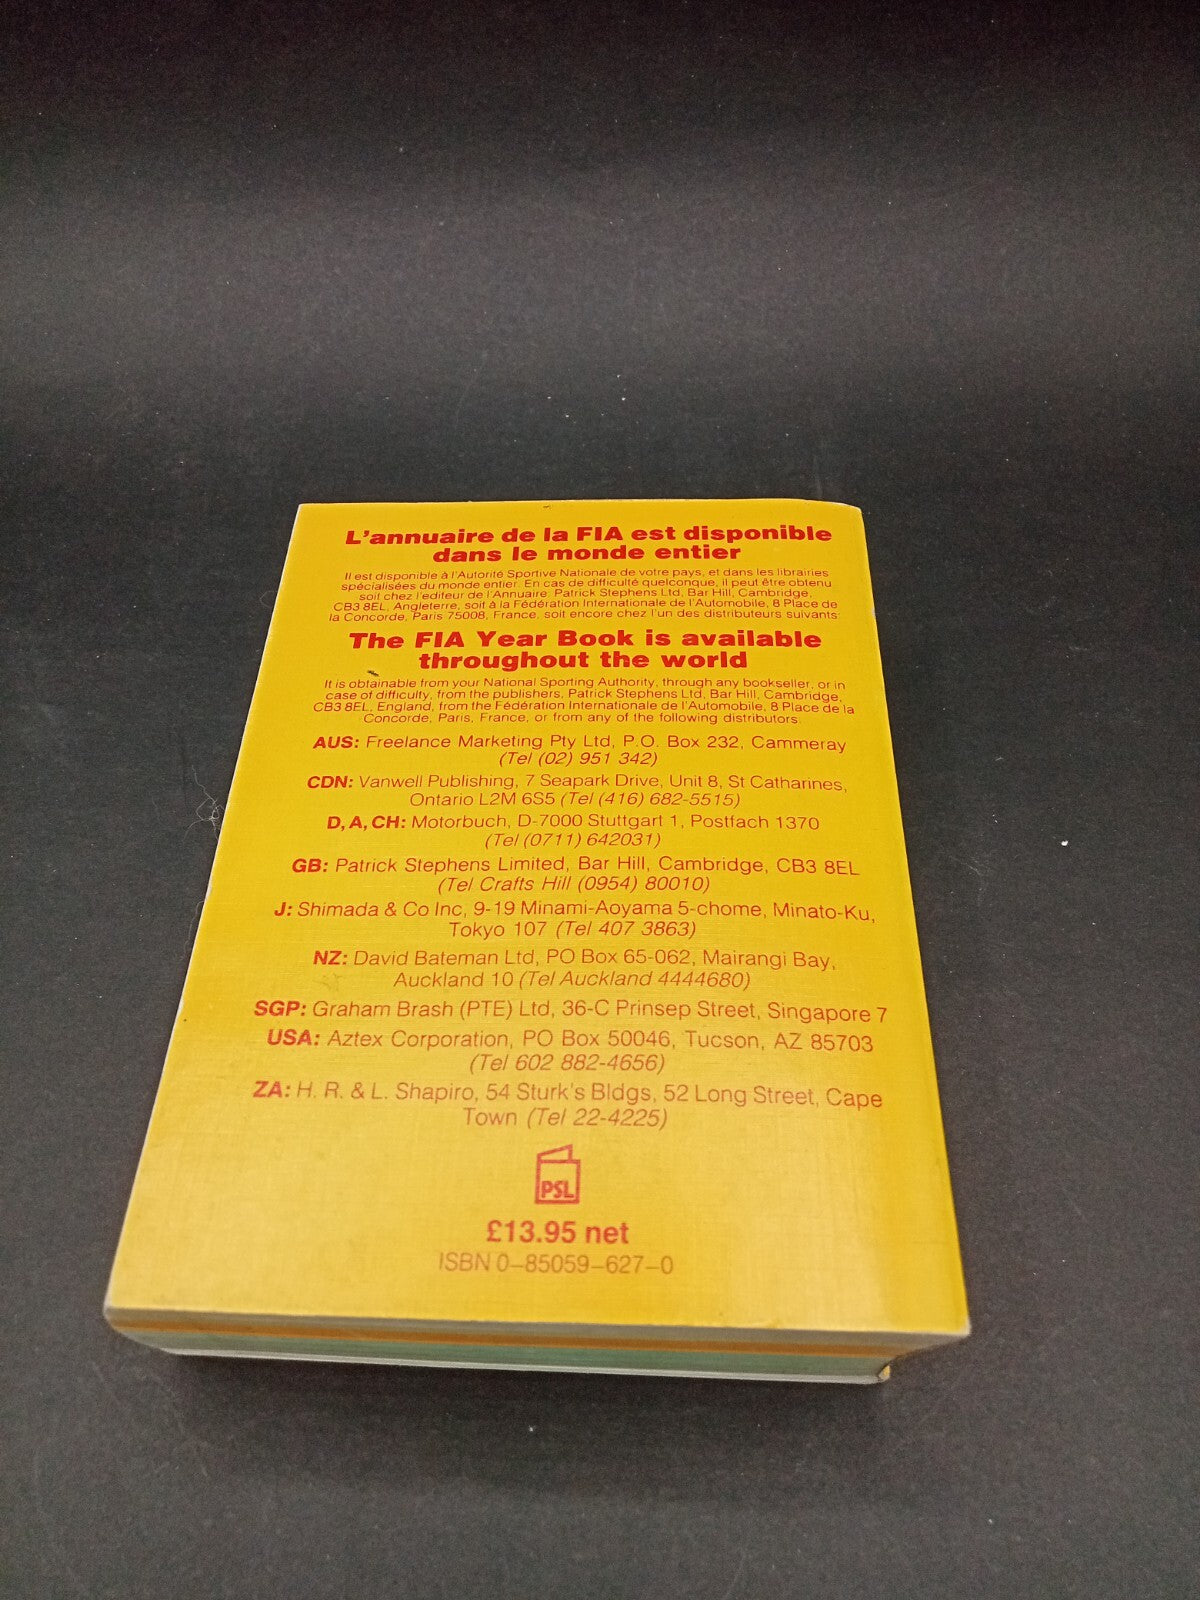 L'annuaire de la FIA est disponible
dans le monde entier
Il est disponible à l'Autorité Sportive Nationale de votre pays, et dans les librairies
spécialisées du monde entier. En cas de difficulté quelconque, il peut être obtenu
soit chez l'editeur de l'Annuaire: Patrick Stephens Ltd, Bar Hill, Cambridge,
CB3 8EL, Angleterre, soit à la Fédération Internationale de l'Automobile, 8 Place de
la Concorde, Paris 75008, France, soit encore chez l'un des distributeurs suivants:
The FIA Year Book is available
throughout the world
It is obtainable from your National Sporting Authority, through any bookseller, or in
case of difficulty, from the publishers, Patrick Stephens Ltd, Bar Hill, Cambridge,
CB3 8EL, England, from the Fédération Internationale de l'Automobile, 8 Place de la
Concorde, Paris, France, or from any of the following distributors.
AUS: Freelance Marketing Pty Ltd, P.O. Box 232, Cammeray
(Tel (02) 951 342)
CDN: Vanwell Publishing, 7 Seapark Drive, Unit 8, St Catharines,
Ontario L2M 6S5 (Tel (416) 682-5515)
D, A, CH: Motorbuch, D-7000 Stuttgart 1, Postfach 1370
(Tel (0711) 642031)
GB: Patrick Stephens Limited, Bar Hill, Cambridge, CB3 8EL
(Tel Crafts Hill (0954) 80010)
J: Shimada & Co Inc, 9-19 Minami-Aoyama 5-chome, Minato-Ku,
Tokyo 107 (Tel 407 3863)
NZ: David Bateman Ltd, PO Box 65-062, Mairangi Bay,
Auckland 10 (Tel Auckland 4444680)
SGP: Graham Brash (PTE) Ltd, 36-C Prinsep Street, Singapore 7
USA: Aztex Corporation, PO Box 50046, Tucson, AZ 85703
(Tel 602 882-4656)
ZA: H. R. & L. Shapiro, 54 Sturk's Bldgs, 52 Long Street, Cape
Town (Tel 22-4225)
PSL
£13.95 net
ISBN 0–85059–627–0